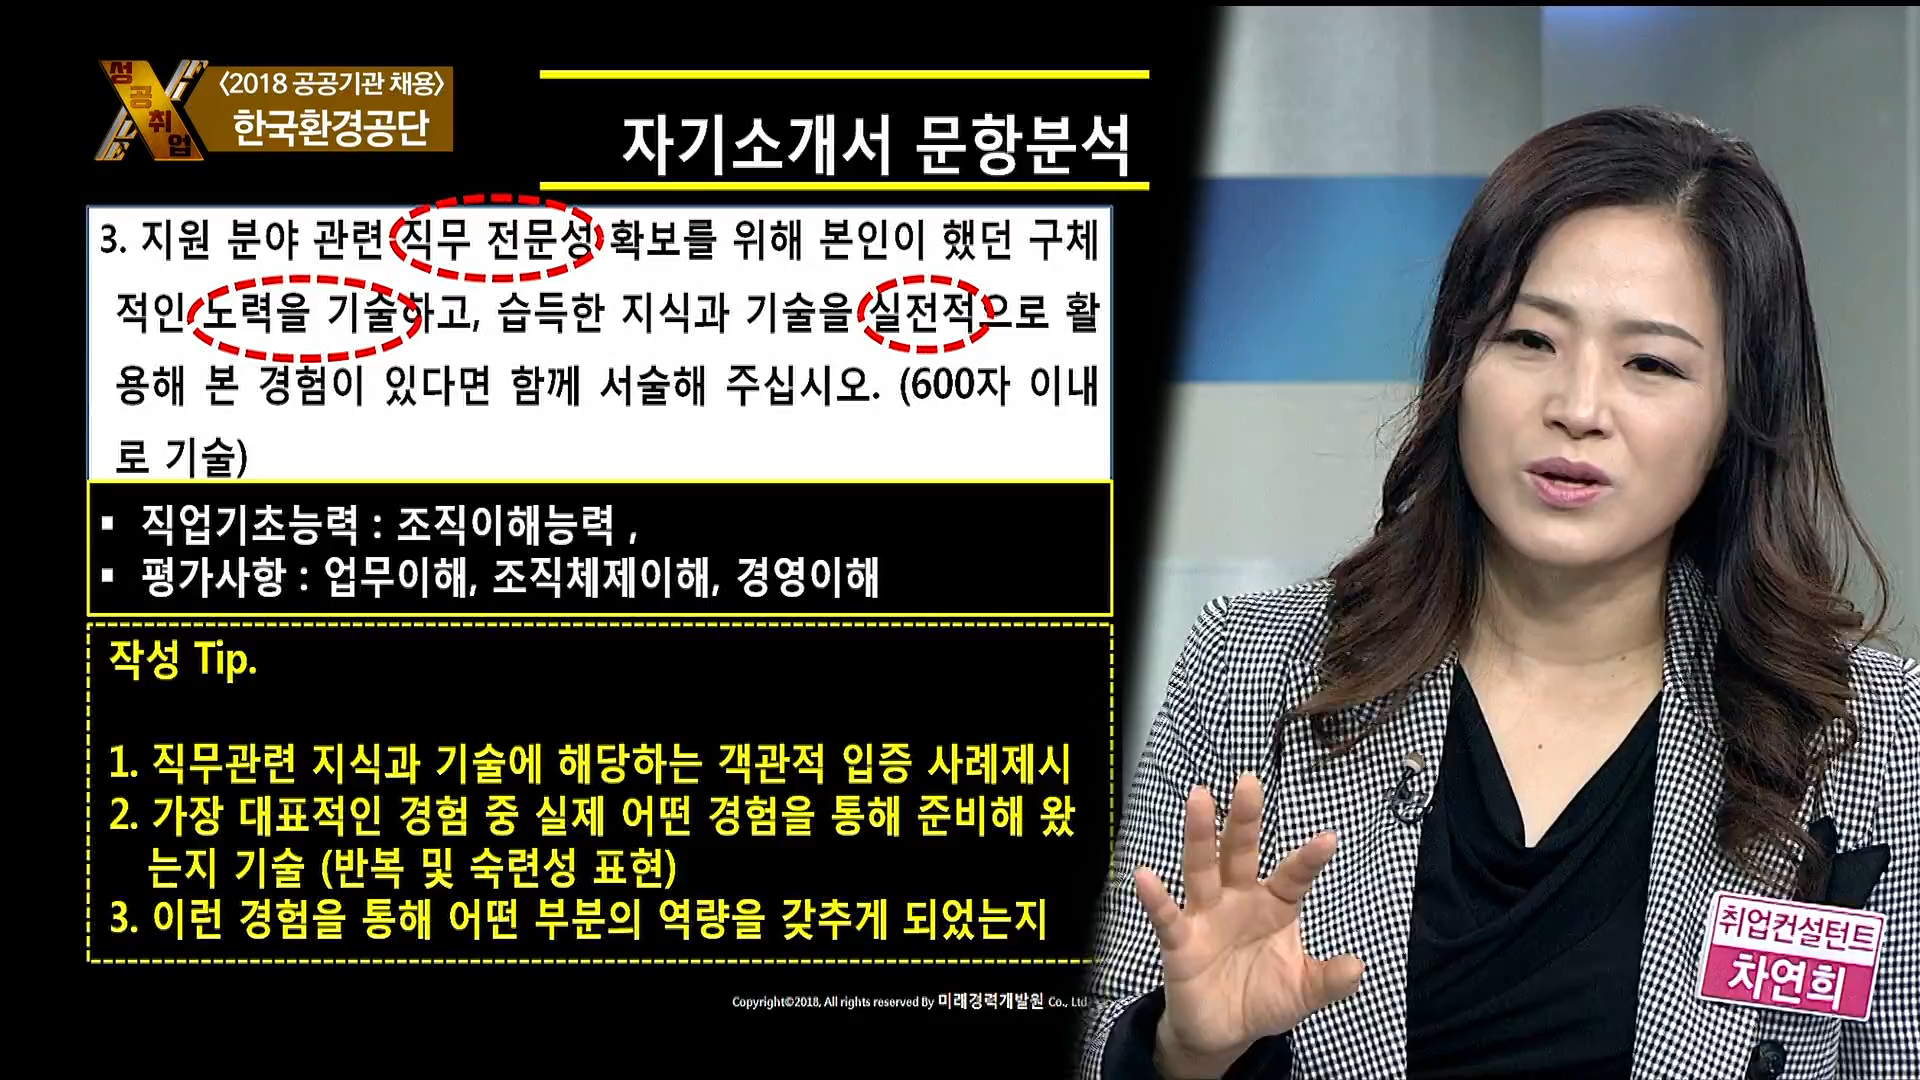 성공취업
<2018 공공기관 채용>
한국환경공단
자기소개서 문항분석
3. 지원 분야 관련 직무 전문성 확보를 위해 본인이 했던 구체
적인 노력을 기술하고, 습득한 지식과 기술을 실전적으로 활
용해 본 경험이 있다면 함께 서술해 주십시오. (600자 이내
로 기술)
▪ 직업기초능력 : 조직이해능력 ,
▪ 평가사항 : 업무이해, 조직체제이해, 경영이해
작성 Tip.
1. 직무관련 지식과 기술에 해당하는 객관적 입증 사례제시
2. 가장 대표적인 경험 중 실제 어떤 경험을 통해 준비해 왔
는지 기술 (반복 및 숙련성 표현)
3. 이런 경험을 통해 어떤 부분의 역량을 갖추게 되었는지
Copyright©2018, All rights reserved By 미래경력개발원 Co., Ltd
취업컨설턴트
차연희